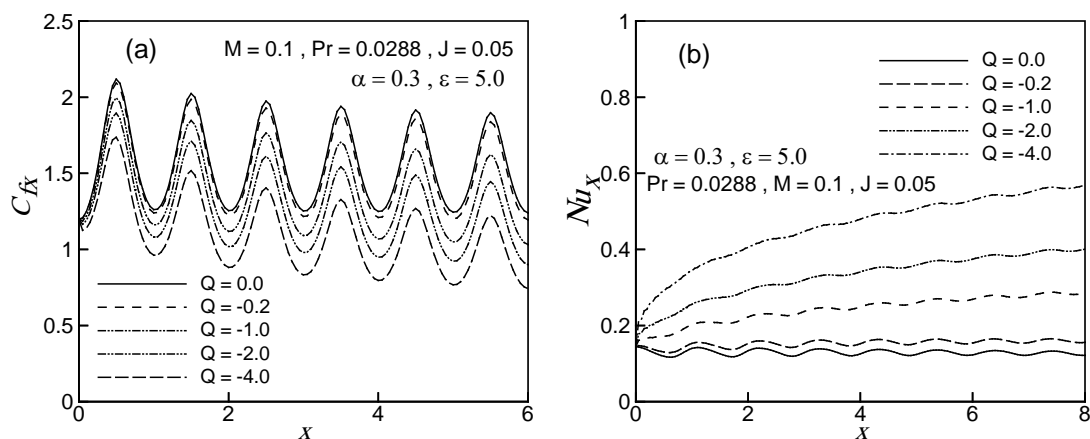 (a)
M = 0.1 , Pr = 0.0288 , J = 0.05
α = 0.3 , ε = 5.0
2.5
2
1.5
1
0.5
0
C_fX
Q = 0.0
Q = -0.2
Q = -1.0
Q = -2.0
Q = -4.0
0 2 4 6
X
(b)
Q = 0.0
Q = -0.2
Q = -1.0
Q = -2.0
Q = -4.0
α = 0.3 , ε = 5.0
Pr = 0.0288 , M = 0.1 , J = 0.05
1
0.8
0.6
0.4
0.2
0
Nu_X
0 2 4 6 8
X